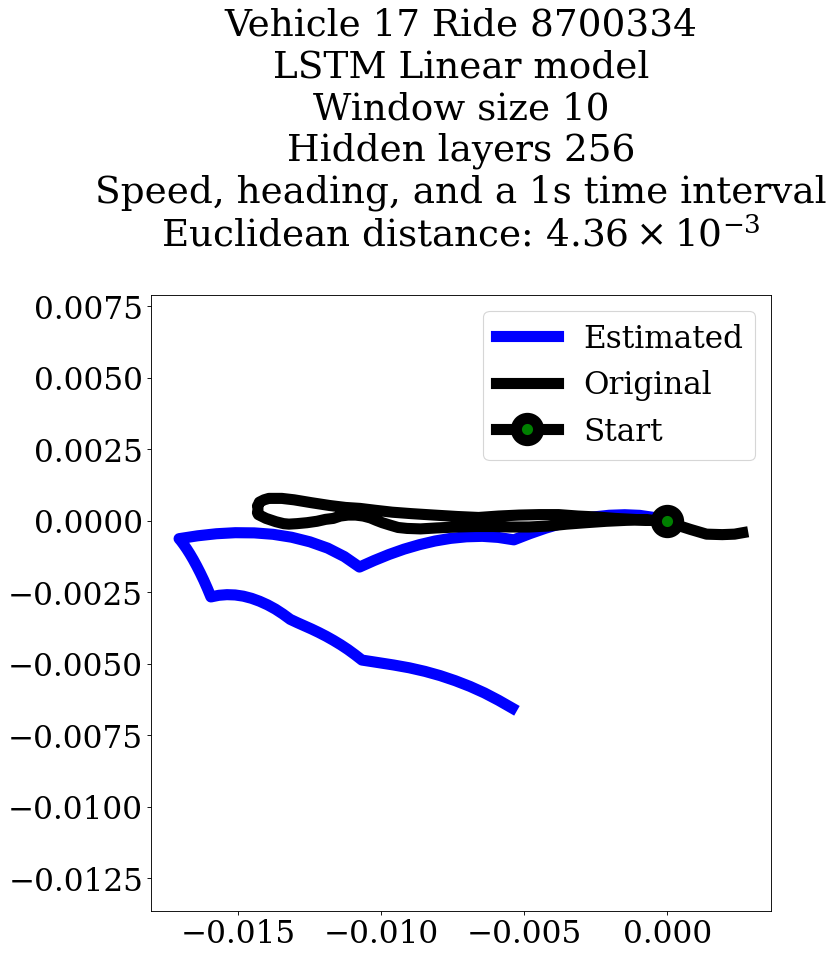 Vehicle 17 Ride 8700334
LSTM Linear model
Window size 10
Hidden layers 256
Speed, heading, and a 1s time interval
Euclidean distance: 4.36 × 10⁻³
Estimated
Original
Start
0.0075
0.0050
0.0025
0.0000
−0.0025
−0.0050
−0.0075
−0.0100
−0.0125
−0.015 −0.010 −0.005 0.000